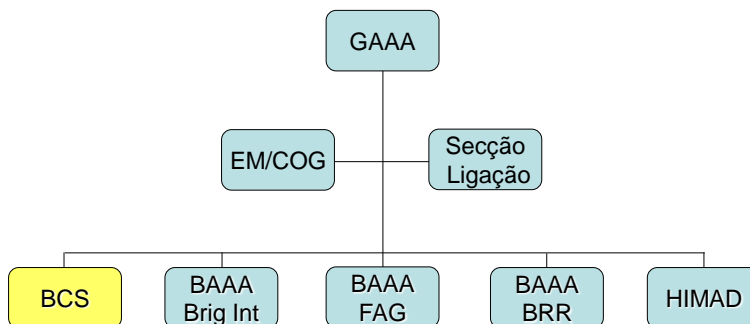 GAAA
EM/COG
Secção
Ligação
BCS
BAAA
Brig Int
BAAA
FAG
BAAA
BRR
HIMAD